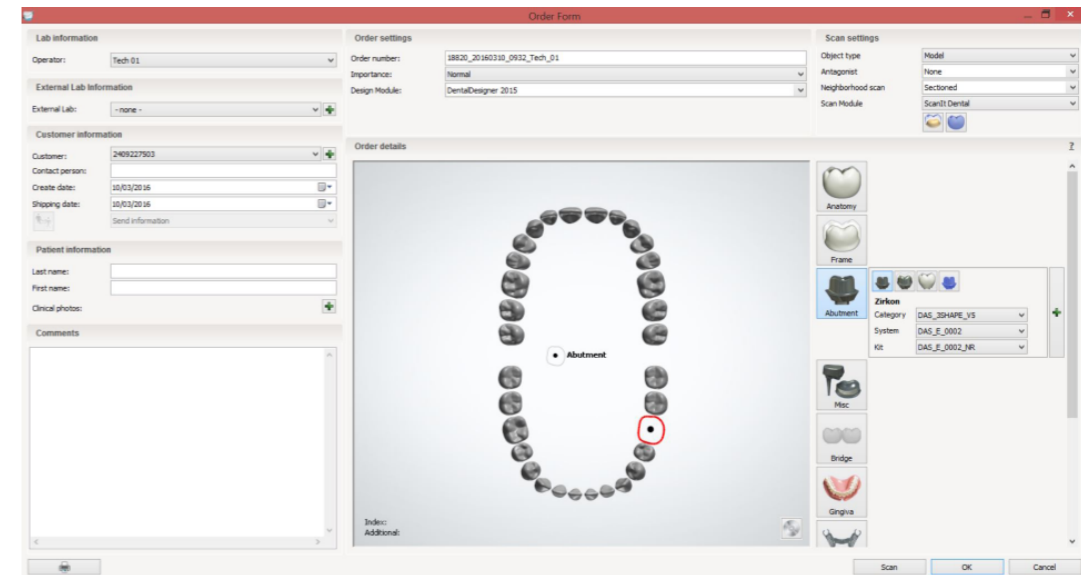 Order Form
Lab information
Operator: Tech 01
External Lab Information
External Lab: - none -
Customer information
Customer: 2409227503
Contact person:
Create date: 10/03/2016
Shipping date: 10/03/2016
Send information
Patient information
Last name:
First name:
Clinical photos:
Comments
Order settings
Order number: 18820_20160310_0932_Tech_01
Importance: Normal
Design Module: DentalDesigner 2015
Scan settings
Object type Model
Antagonist None
Neighborhood scan Sectioned
Scan Module ScanIt Dental
Order details ?
Abutment
Index:
Additional:
Anatomy
Frame
Abutment
Zirkon
Category DAS_3SHAPE_V5
System DAS_E_0002
Kit DAS_E_0002_NR
Misc
Bridge
Gingiva
Scan OK Cancel